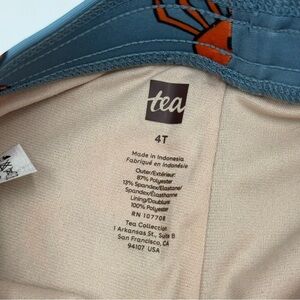 tea
4T
Made in Indonesia
Fabriqué en Indonésie
Outer/Extérieur:
87% Polyester
13% Spandex/Elastane/
Spandex/Élasthanne
Lining/Doublure
100% Polyester
RN 107708
Tea Collection
1 Arkansas St., Suite B
San Francisco, CA
94107 USA